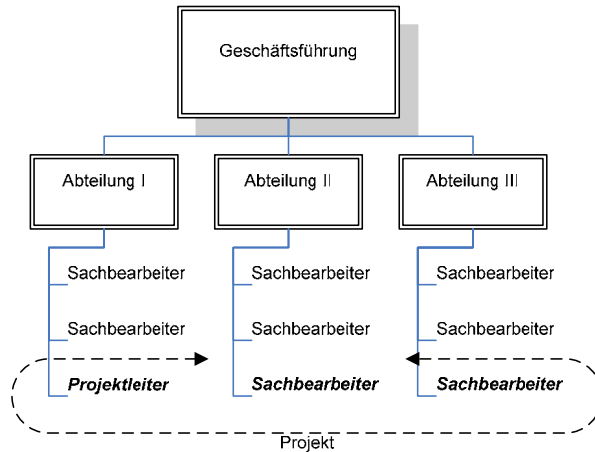 Geschäftsführung
Abteilung I
Abteilung II
Abteilung III
Sachbearbeiter
Sachbearbeiter
Sachbearbeiter
Sachbearbeiter
Sachbearbeiter
Sachbearbeiter
Projektleiter
Sachbearbeiter
Sachbearbeiter
Projekt